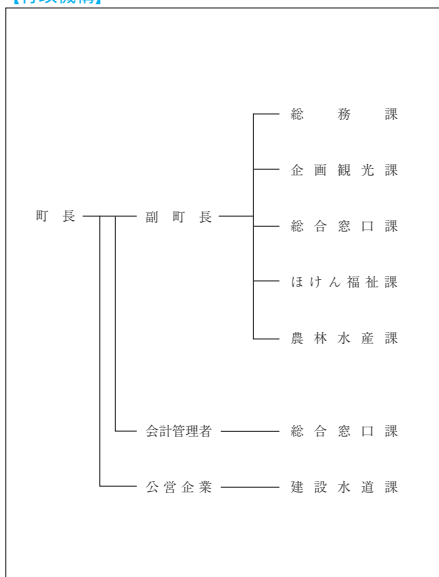 【行政機構】
総務課
企画観光課
町長
副町長
総合窓口課
ほけん福祉課
農林水産課
会計管理者
総合窓口課
公営企業
建設水道課